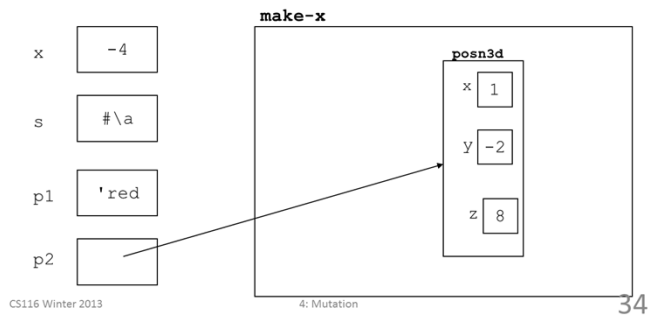 make-x
x -4
posn3d
x 1
s #\a
y -2
p1 'red
z 8
p2
CS116 Winter 2013
4: Mutation
34